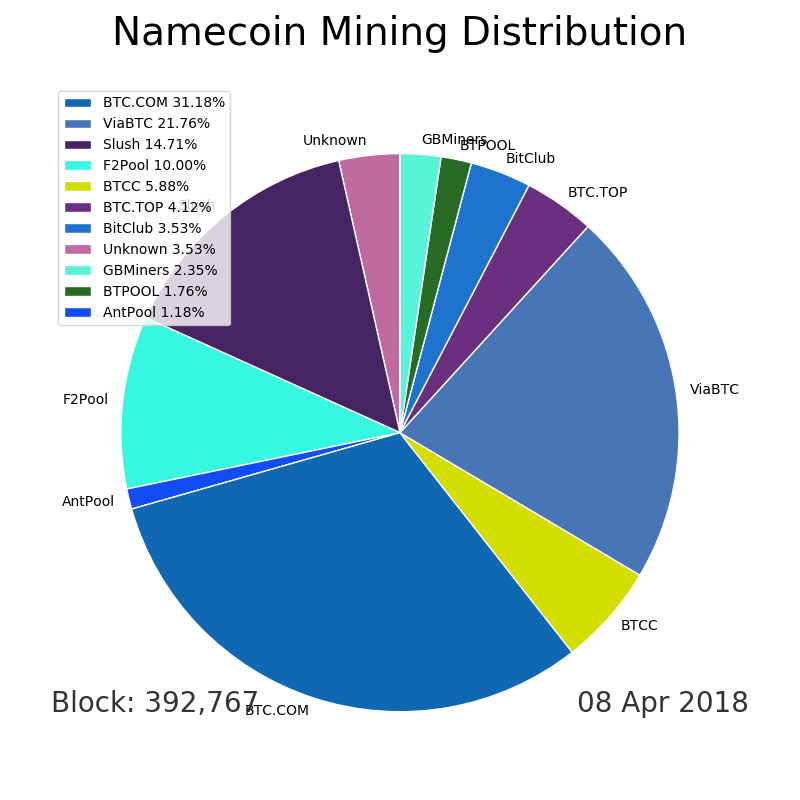 Namecoin Mining Distribution
BTC.COM 31.18%
ViaBTC 21.76%
Slush 14.71%
F2Pool 10.00%
BTCC 5.88%
BTC.TOP 4.12%
BitClub 3.53%
Unknown 3.53%
GBMiners 2.35%
BTPOOL 1.76%
AntPool 1.18%
Unknown
GBMiners
BTPOOL
BitClub
BTC.TOP
Slush
ViaBTC
F2Pool
AntPool
BTCC
BTC.COM
Block: 392,767
08 Apr 2018